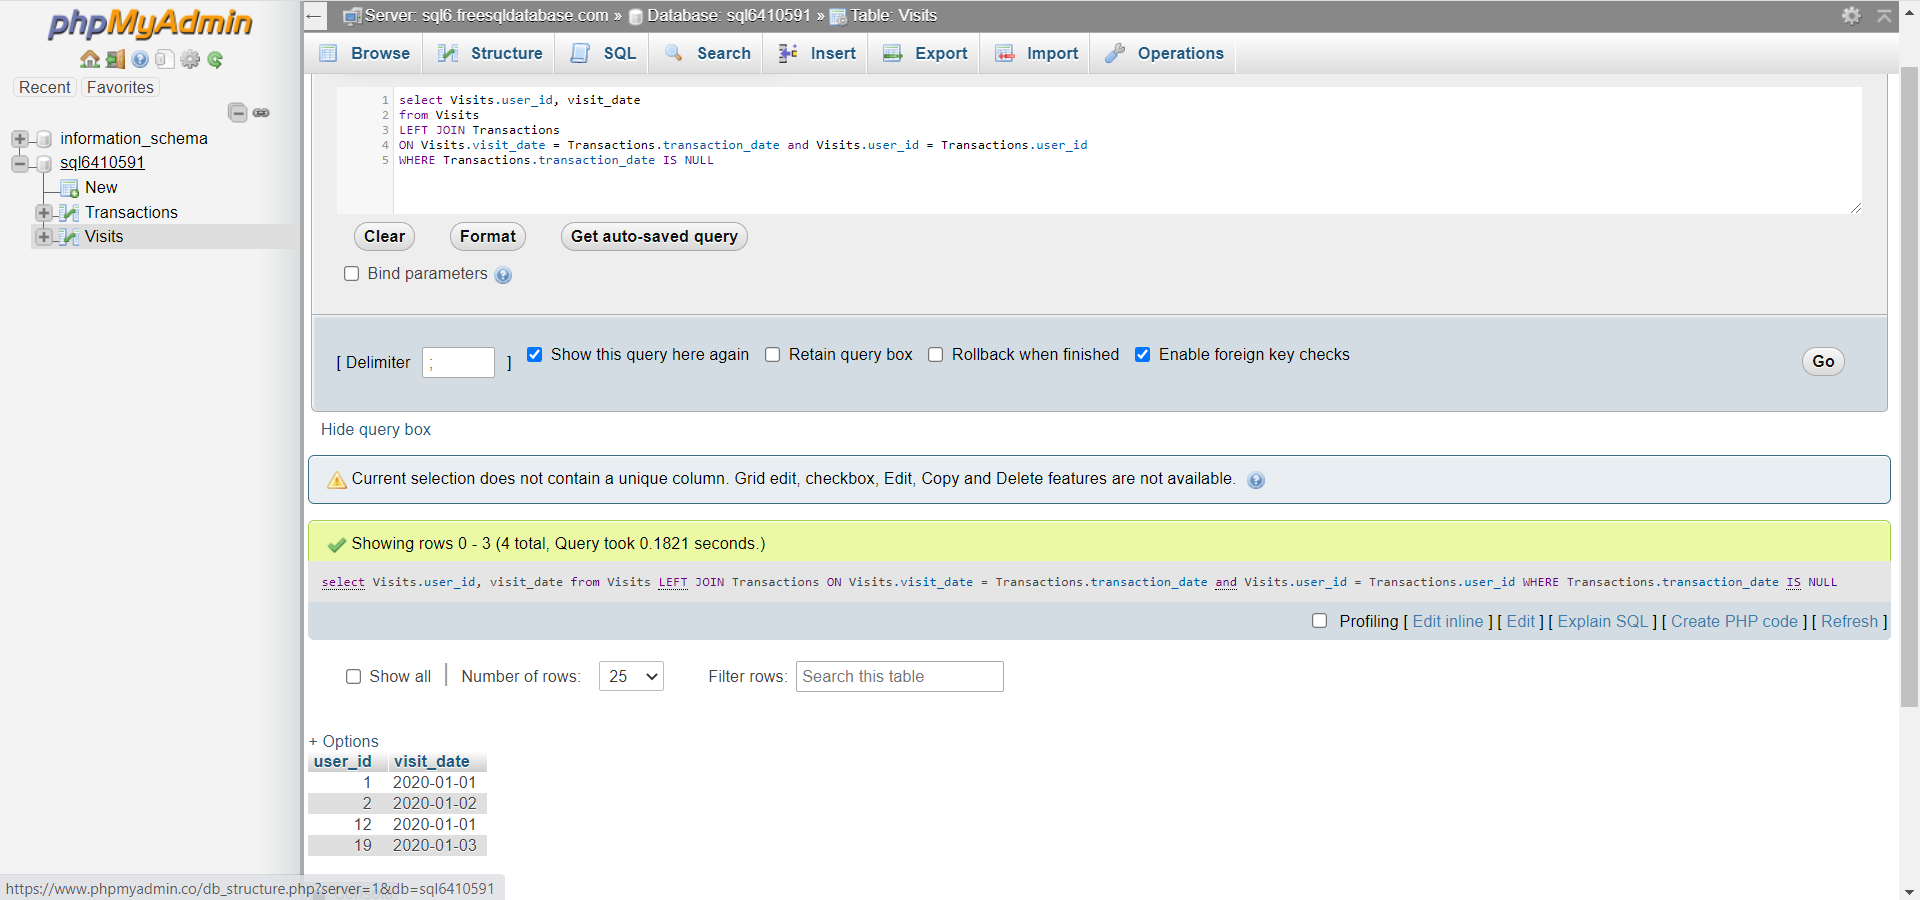 phpMyAdmin
Recent Favorites
information_schema
sql6410591
New
Transactions
Visits
← Server: sql6.freesqldatabase.com » Database: sql6410591 » Table: Visits
Browse Structure SQL Search Insert Export Import Operations
1 select Visits.user_id, visit_date
2 from Visits
3 LEFT JOIN Transactions
4 ON Visits.visit_date = Transactions.transaction_date and Visits.user_id = Transactions.user_id
5 WHERE Transactions.transaction_date IS NULL
Clear Format Get auto-saved query
Bind parameters
[ Delimiter ; ] Show this query here again Retain query box Rollback when finished Enable foreign key checks Go
Hide query box
Current selection does not contain a unique column. Grid edit, checkbox, Edit, Copy and Delete features are not available.
Showing rows 0 - 3 (4 total, Query took 0.1821 seconds.)
select Visits.user_id, visit_date from Visits LEFT JOIN Transactions ON Visits.visit_date = Transactions.transaction_date and Visits.user_id = Transactions.user_id WHERE Transactions.transaction_date IS NULL
Profiling [ Edit inline ] [ Edit ] [ Explain SQL ] [ Create PHP code ] [ Refresh ]
Show all | Number of rows: 25 Filter rows: Search this table
+ Options
user_id visit_date
1 2020-01-01
2 2020-01-02
12 2020-01-01
19 2020-01-03
https://www.phpmyadmin.co/db_structure.php?server=1&db=sql6410591
Console